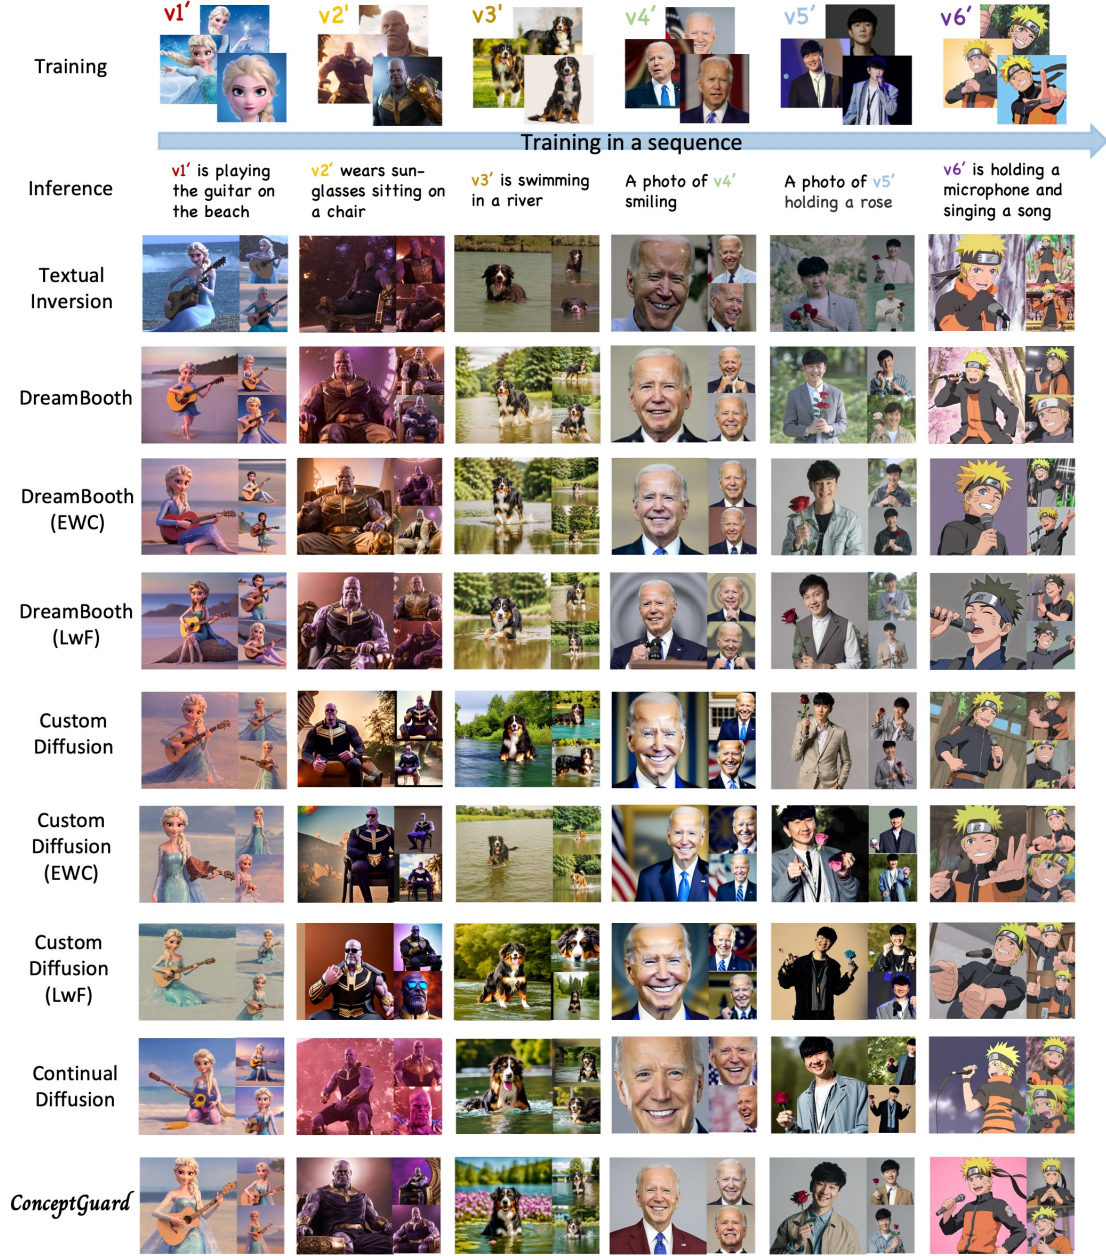 v1′ v2′ v3′ v4′ v5′ v6′
Training
Training in a sequence
Inference
v1′ is playing
the guitar on
the beach
v2′ wears sun-
glasses sitting on
a chair
v3′ is swimming
in a river
A photo of v4′
smiling
A photo of v5′
holding a rose
v6′ is holding a
microphone and
singing a song
Textual
Inversion
DreamBooth
DreamBooth
(EWC)
DreamBooth
(LwF)
Custom
Diffusion
Custom
Diffusion
(EWC)
Custom
Diffusion
(LwF)
Continual
Diffusion
ConceptGuard